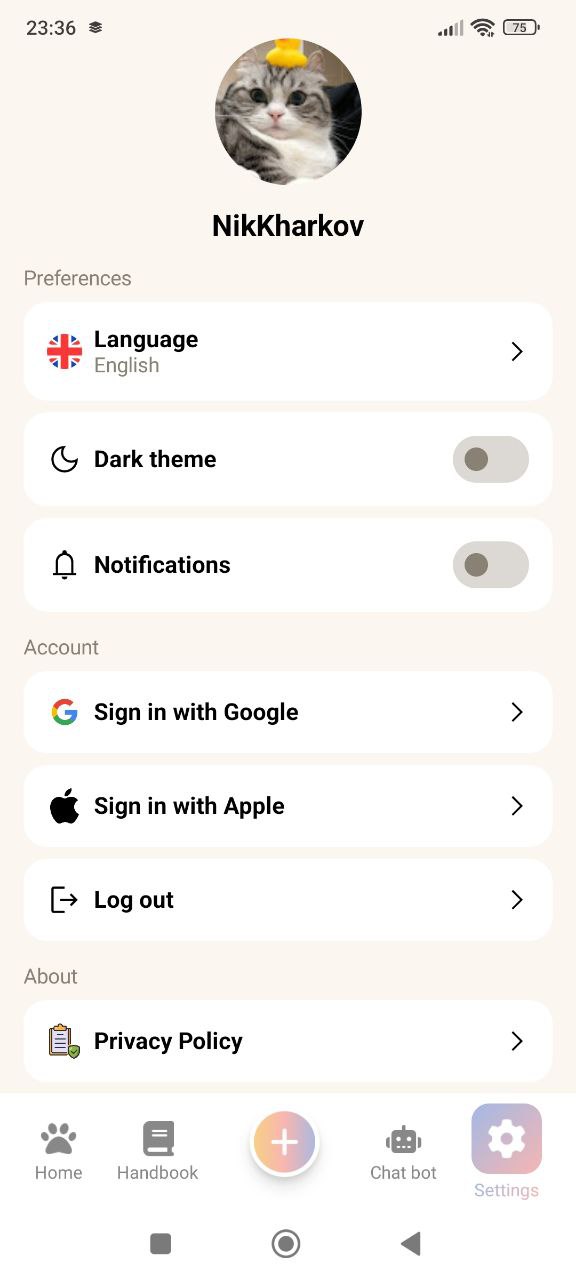 23:36
75
NikKharkov
Preferences
Language
English
Dark theme
Notifications
Account
Sign in with Google
Sign in with Apple
Log out
About
Privacy Policy
Home
Handbook
Chat bot
Settings